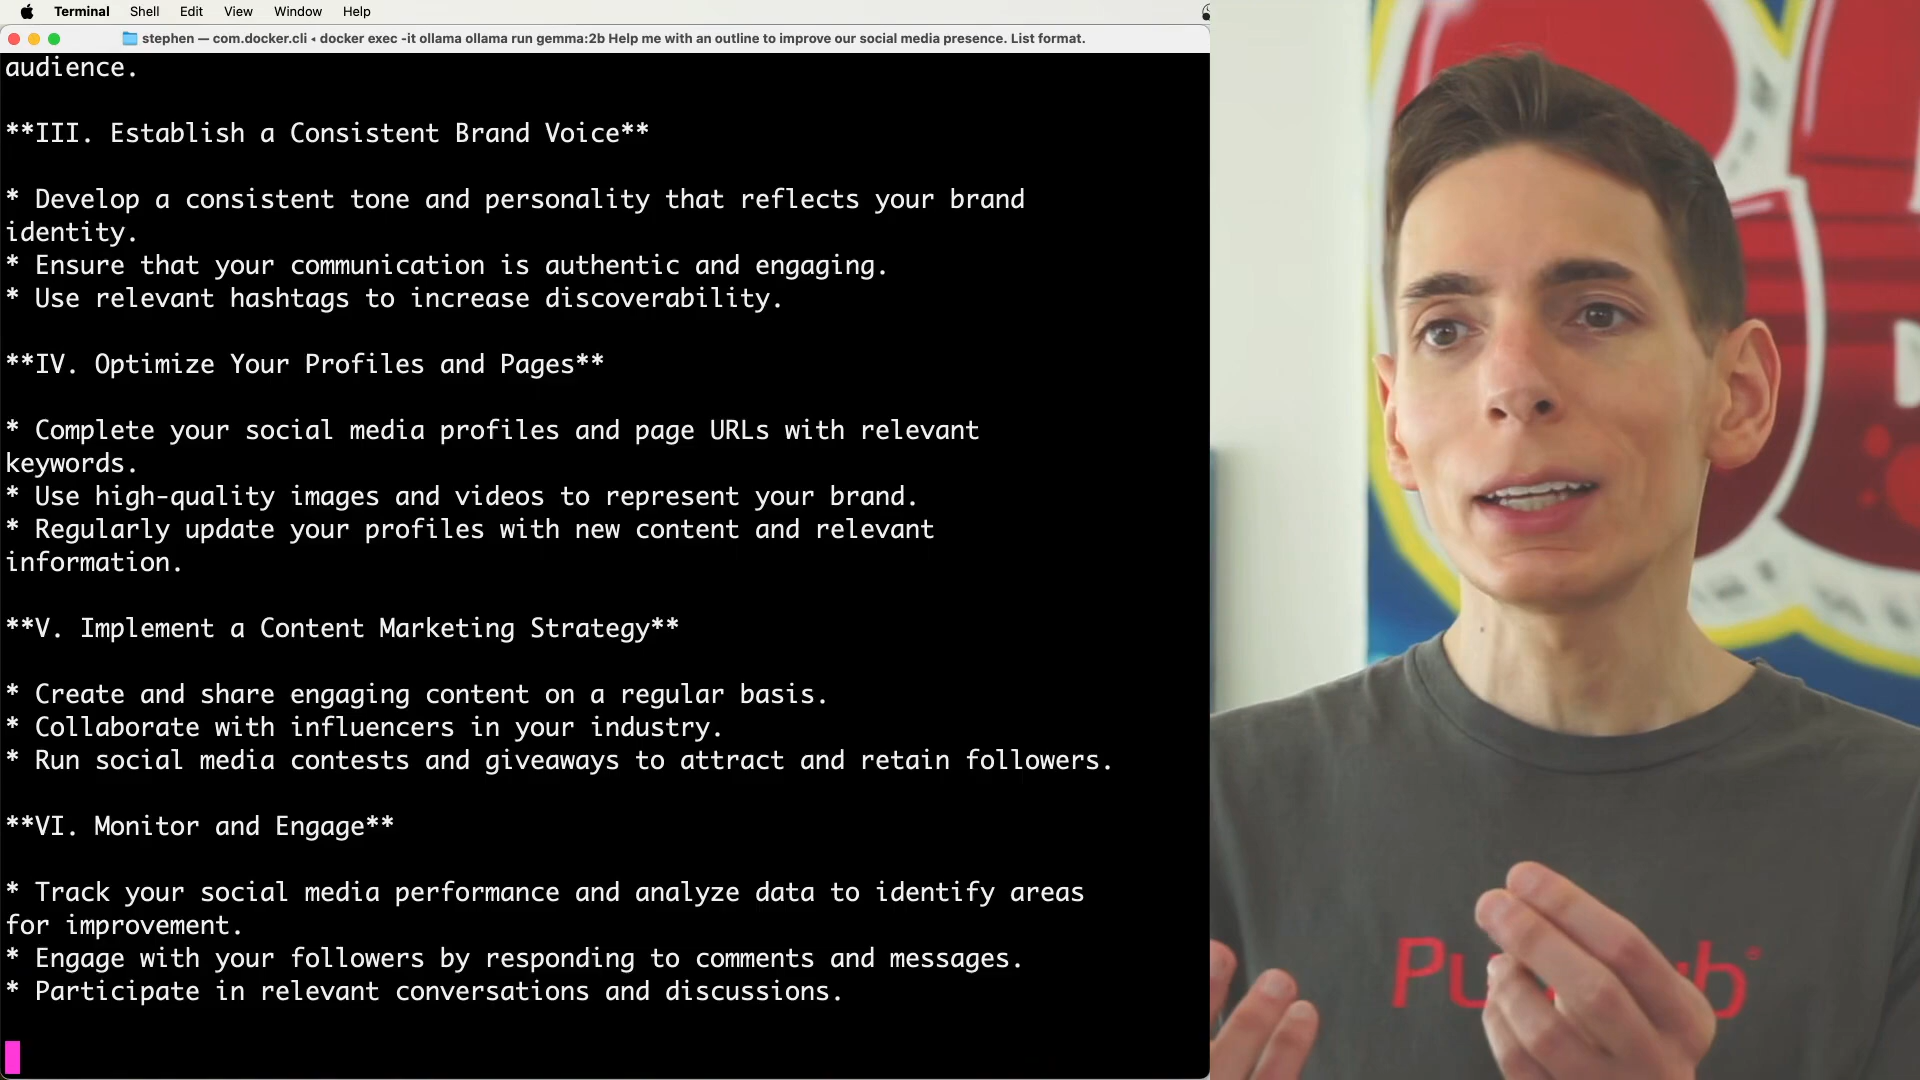 Terminal Shell Edit View Window Help
stephen — com.docker.cli ◂ docker exec -it ollama ollama run gemma:2b Help me with an outline to improve our social media presence. List format.
audience.
**III. Establish a Consistent Brand Voice**
* Develop a consistent tone and personality that reflects your brand
identity.
* Ensure that your communication is authentic and engaging.
* Use relevant hashtags to increase discoverability.
**IV. Optimize Your Profiles and Pages**
* Complete your social media profiles and page URLs with relevant
keywords.
* Use high-quality images and videos to represent your brand.
* Regularly update your profiles with new content and relevant
information.
**V. Implement a Content Marketing Strategy**
* Create and share engaging content on a regular basis.
* Collaborate with influencers in your industry.
* Run social media contests and giveaways to attract and retain followers.
**VI. Monitor and Engage**
* Track your social media performance and analyze data to identify areas
for improvement.
* Engage with your followers by responding to comments and messages.
* Participate in relevant conversations and discussions.